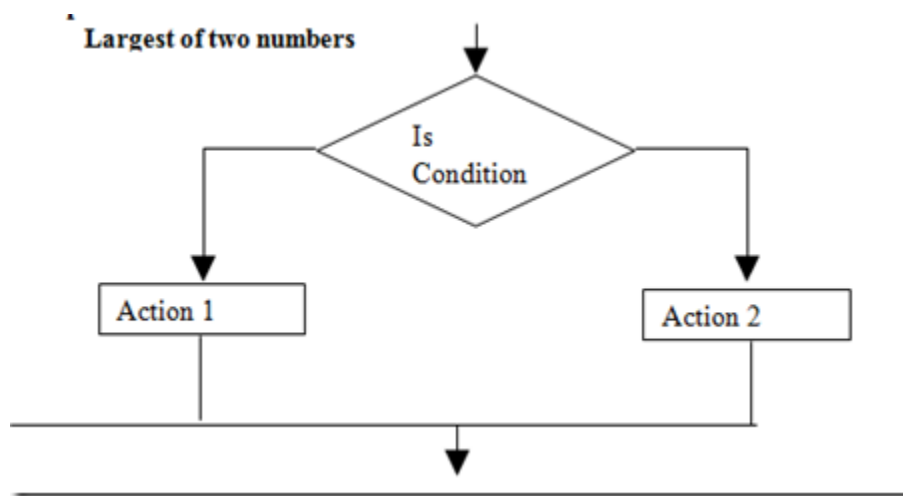 Largest of two numbers
Is
Condition
Action 1
Action 2